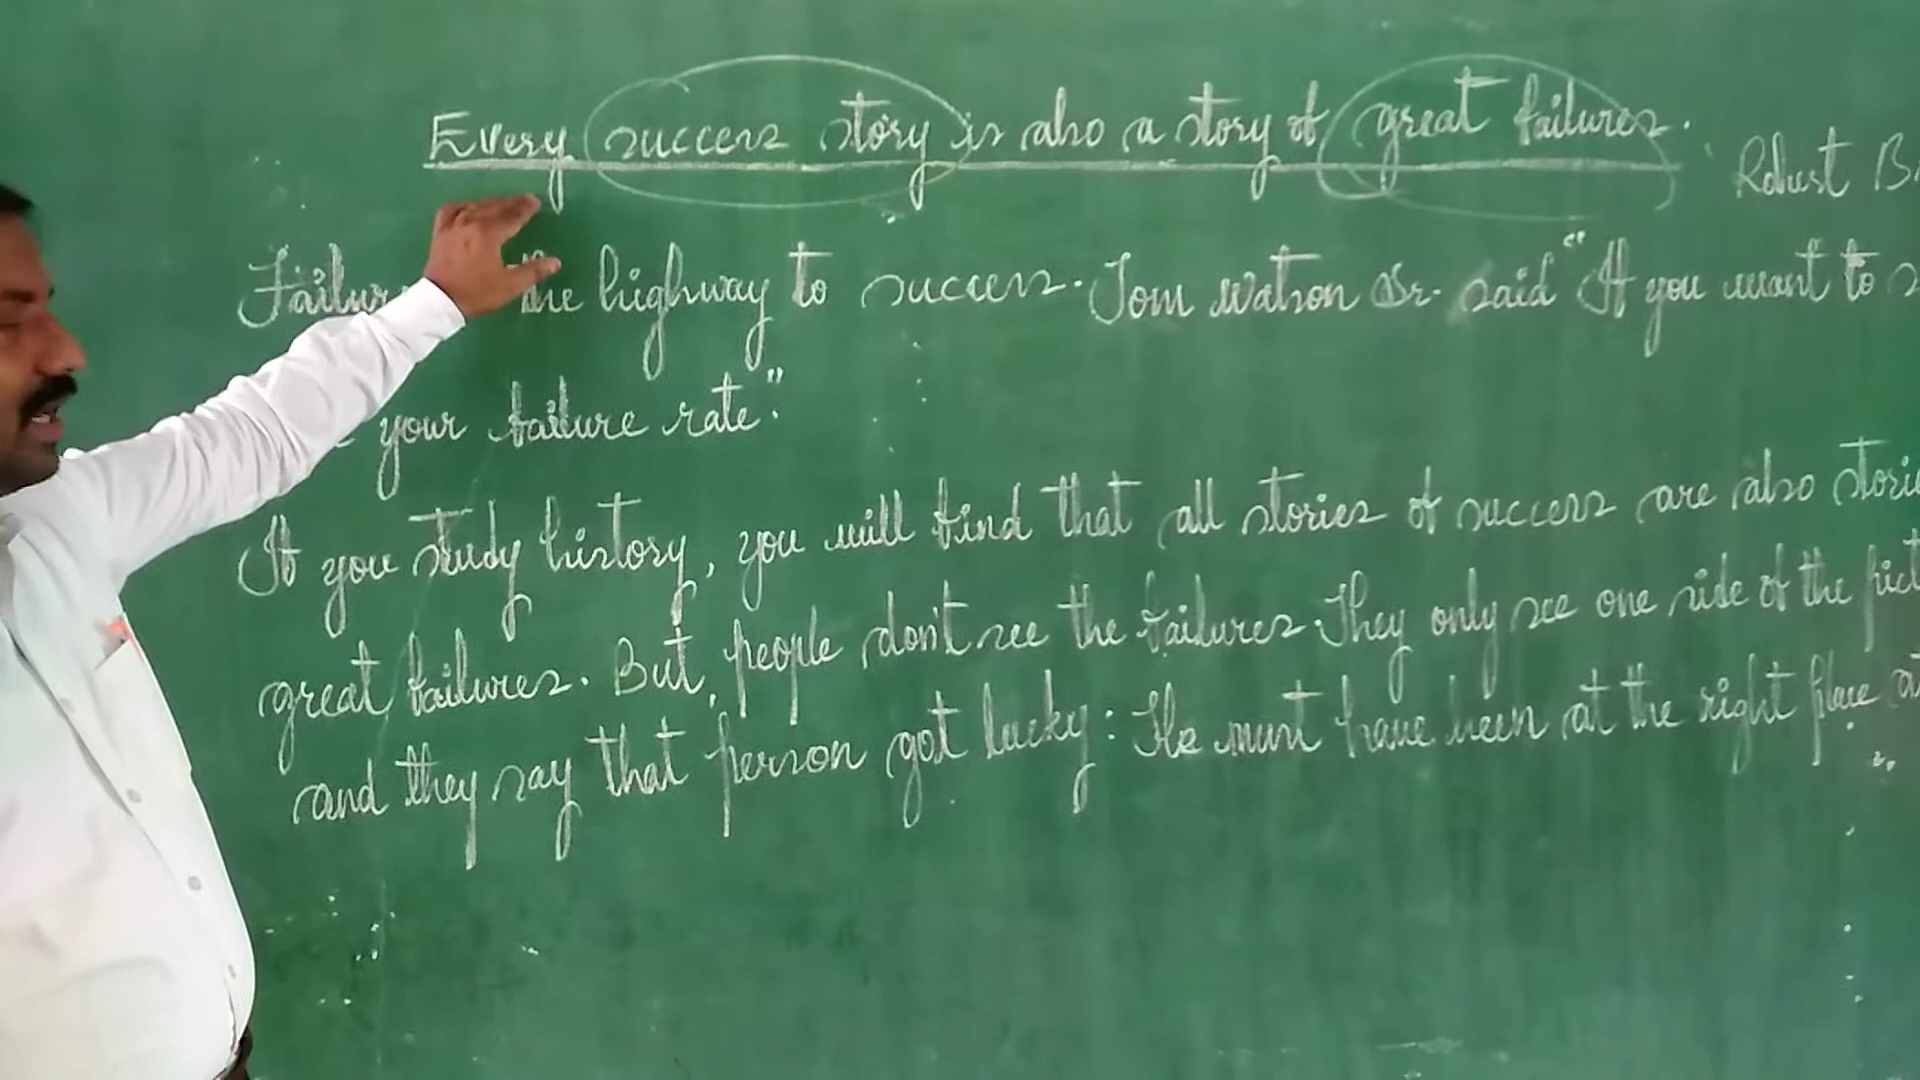 Every success story is also a story of great failures.
Robust
Failure the highway to success. Tom Watson Sr. said "If you want to
your failure rate."
If you study history, you will find that all stories of success are also
great failures. But, people don't see the failures. They only see one side of the
and they say that person got lucky: He must have been at the right place